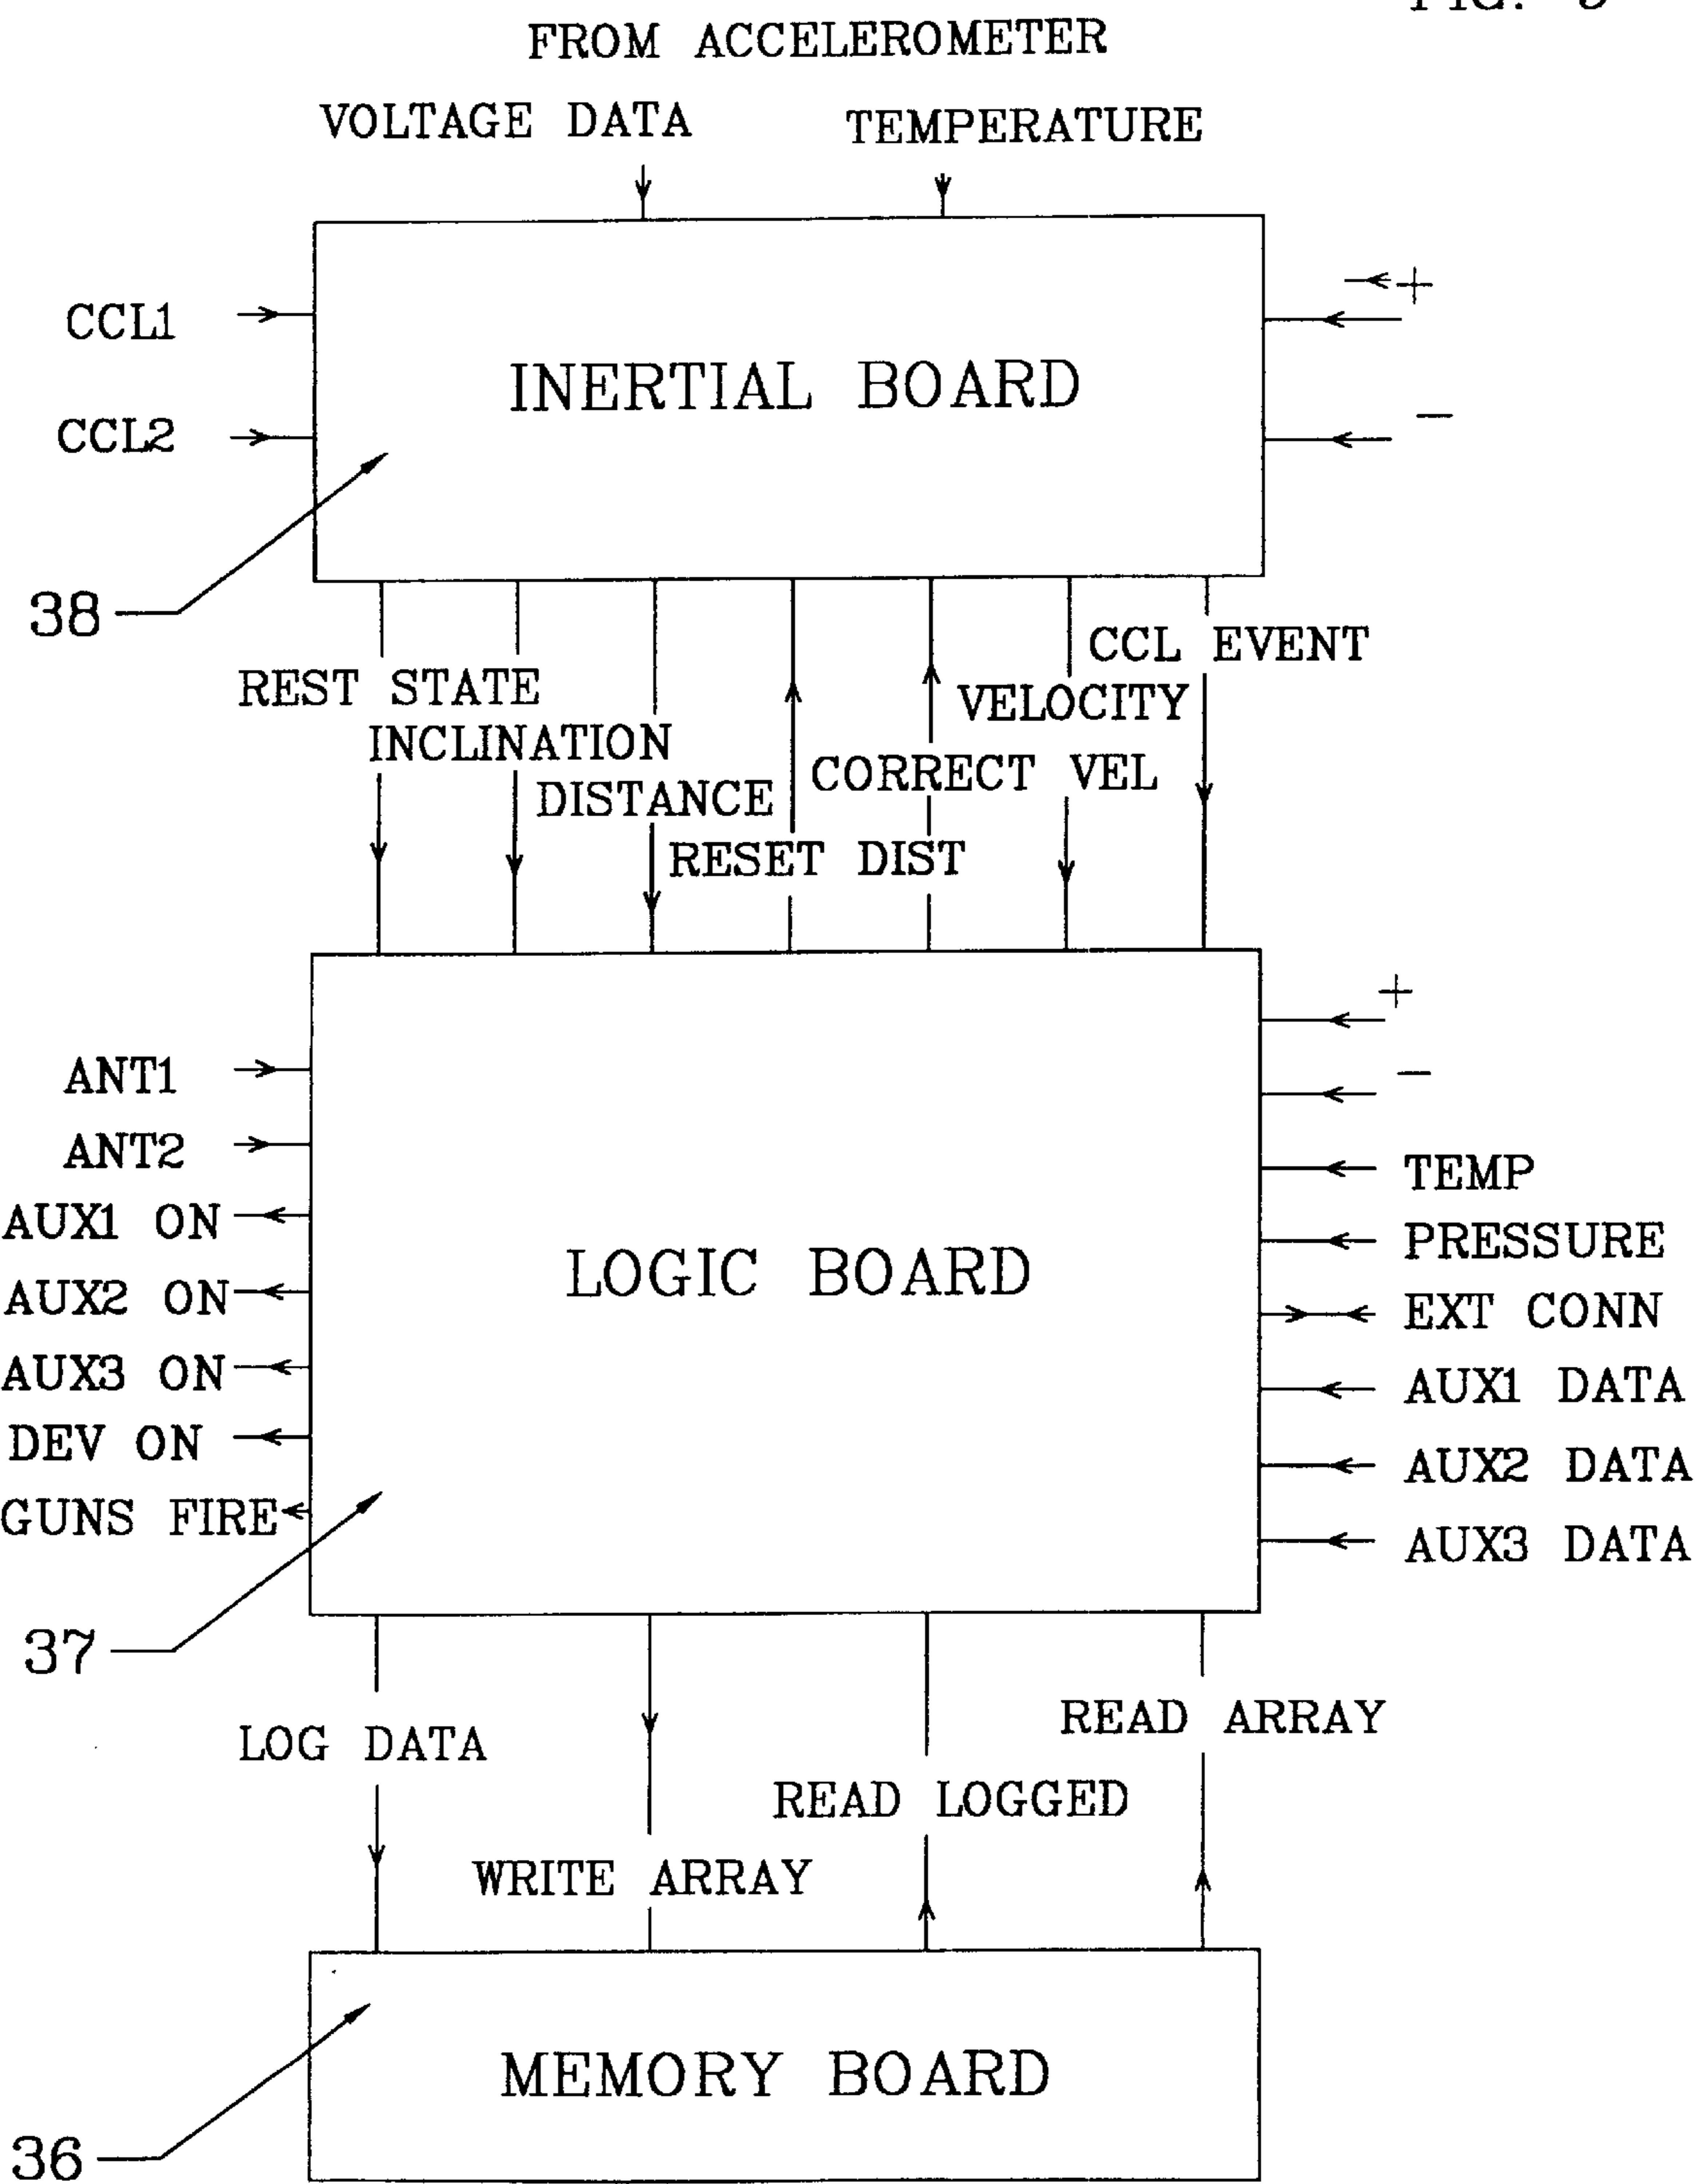 FROM ACCELEROMETER
VOLTAGE DATA
TEMPERATURE
CCL1
+
INERTIAL BOARD
CCL2
−
38
CCL EVENT
REST STATE
VELOCITY
INCLINATION
CORRECT VEL
DISTANCE
RESET DIST
+
ANT1
−
ANT2
TEMP
AUX1 ON
PRESSURE
LOGIC BOARD
AUX2 ON
EXT CONN
AUX3 ON
AUX1 DATA
DEV ON
AUX2 DATA
GUNS FIRE
AUX3 DATA
37
READ ARRAY
LOG DATA
READ LOGGED
WRITE ARRAY
MEMORY BOARD
36